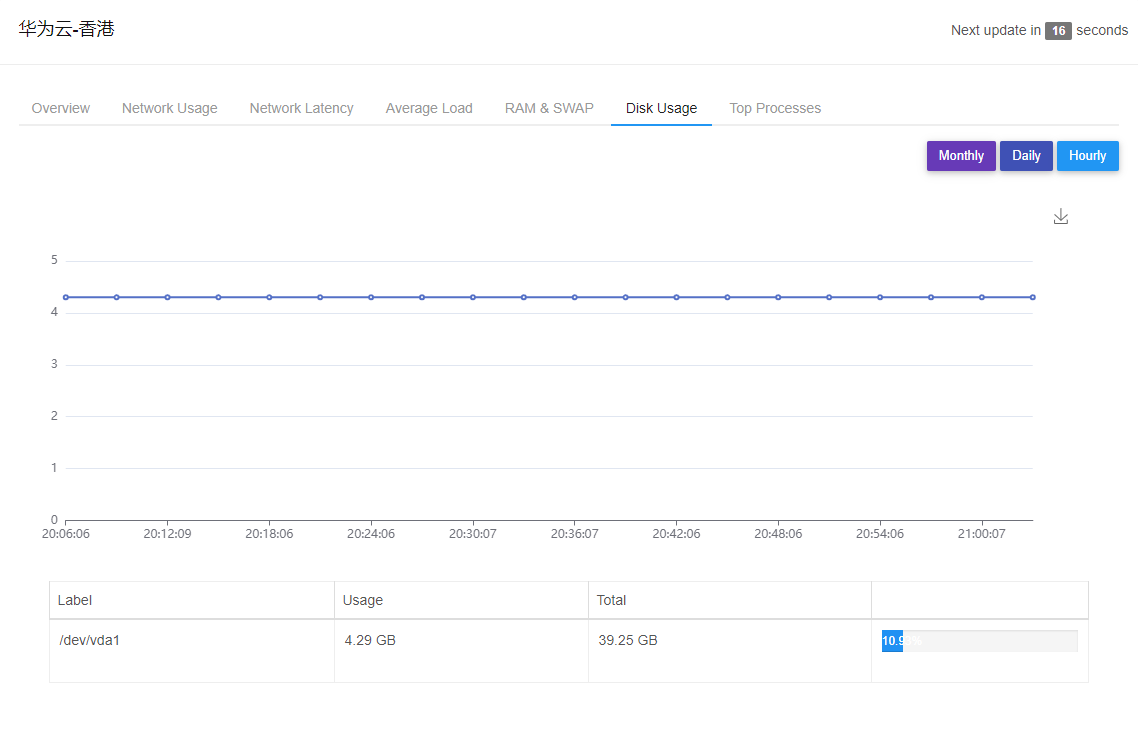 华为云-香港
Next update in 16 seconds
Overview Network Usage Network Latency Average Load RAM & SWAP Disk Usage Top Processes
Monthly Daily Hourly
5
4
3
2
1
0
20:06:06 20:12:09 20:18:06 20:24:06 20:30:07 20:36:07 20:42:06 20:48:06 20:54:06 21:00:07
Label Usage Total
/dev/vda1 4.29 GB 39.25 GB